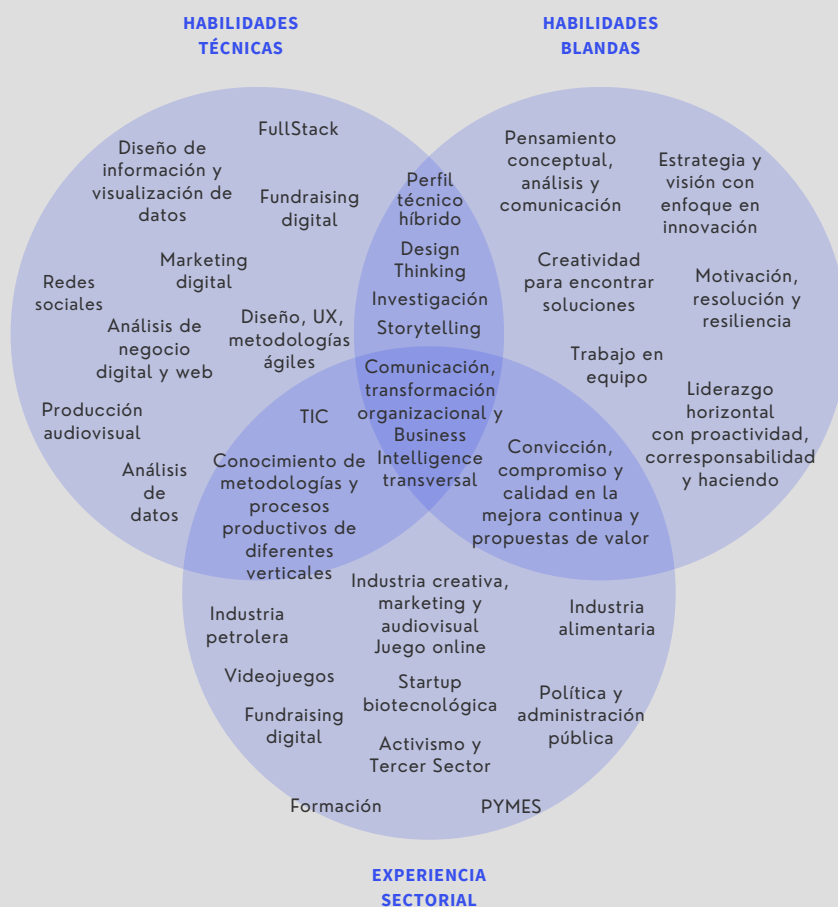 HABILIDADES
TÉCNICAS
HABILIDADES
BLANDAS
FullStack
Diseño de
información y
visualización de
datos
Fundraising
digital
Marketing
digital
Redes
sociales
Análisis de
negocio
digital y web
Diseño, UX,
metodologías
ágiles
Producción
audiovisual
Análisis
de
datos
Perfil
técnico
híbrido
Design
Thinking
Investigación
Storytelling
Pensamiento
conceptual,
análisis y
comunicación
Estrategia y
visión con
enfoque en
innovación
Creatividad
para encontrar
soluciones
Motivación,
resolución y
resiliencia
Trabajo en
equipo
Liderazgo
horizontal
con proactividad,
corresponsabilidad
y haciendo
Comunicación,
transformación
organizacional y
Business
Intelligence
transversal
TIC
Conocimiento de
metodologías y
procesos
productivos de
diferentes
verticales
Convicción,
compromiso y
calidad en la
mejora continua y
propuestas de valor
Industria creativa,
marketing y
audiovisual
Juego online
Industria
petrolera
Industria
alimentaria
Videojuegos
Startup
biotecnológica
Fundraising
digital
Política y
administración
pública
Activismo y
Tercer Sector
Formación
PYMES
EXPERIENCIA
SECTORIAL